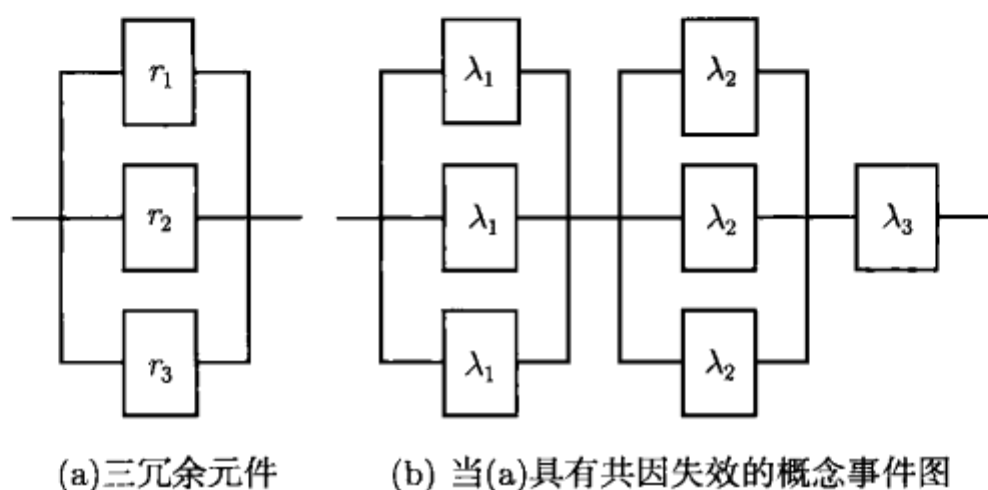 r₁
r₂
r₃
λ₁
λ₁
λ₁
λ₂
λ₂
λ₂
λ₃
(a)三冗余元件
(b) 当(a)具有共因失效的概念事件图